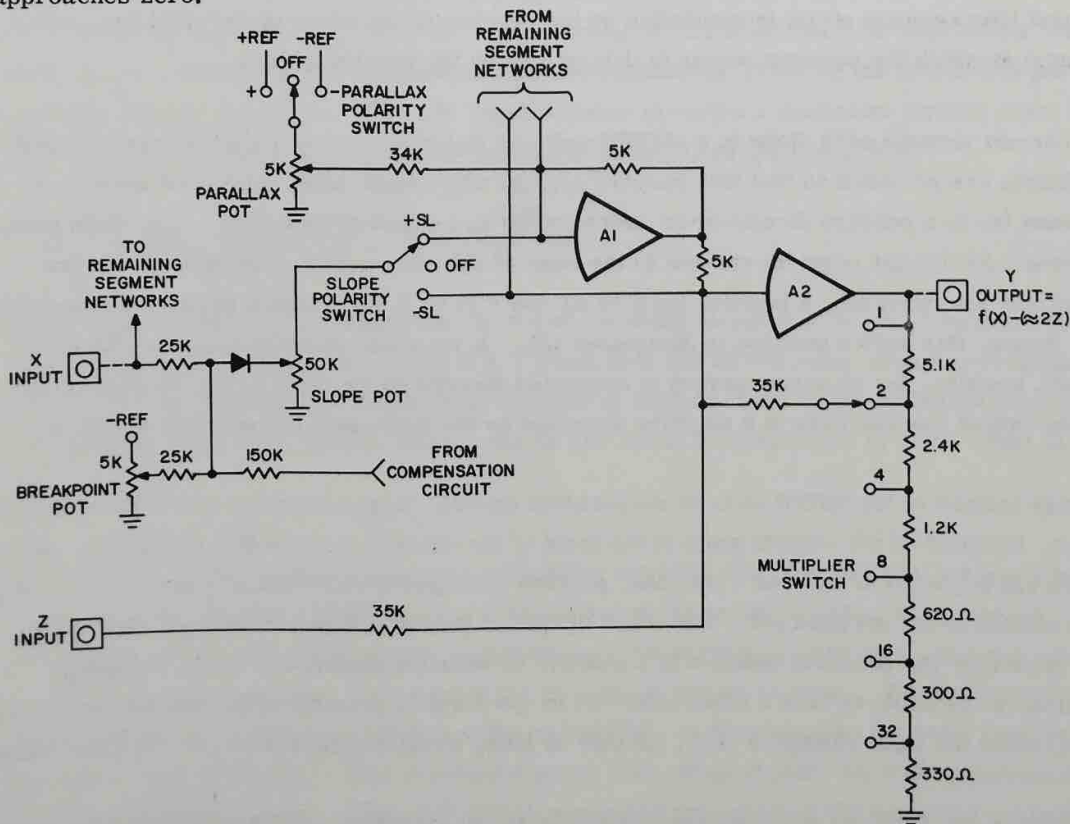 approaches zero.
FROM
REMAINING
SEGMENT
NETWORKS
+REF
-REF
OFF
+
-PARALLAX
POLARITY
SWITCH
5K
34K
5K
PARALLAX
POT
TO
REMAINING
SEGMENT
NETWORKS
+SL
OFF
-SL
SLOPE
POLARITY
SWITCH
A1
5K
A2
Y
OUTPUT=
f(X)-(≈2Z)
1
5.1K
X
INPUT
25K
50K
SLOPE POT
35K
2
2.4K
-REF
5K
25K
150K
FROM
COMPENSATION
CIRCUIT
BREAKPOINT
POT
4
1.2K
MULTIPLIER
SWITCH
8
620Ω
Z
INPUT
35K
16
300Ω
32
330Ω